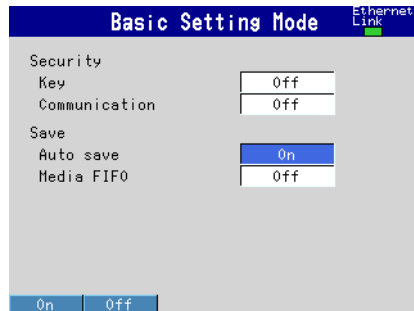 Basic Setting Mode
Ethernet
Link
Security
Key Off
Communication Off
Save
Auto save On
Media FIFO Off
On Off